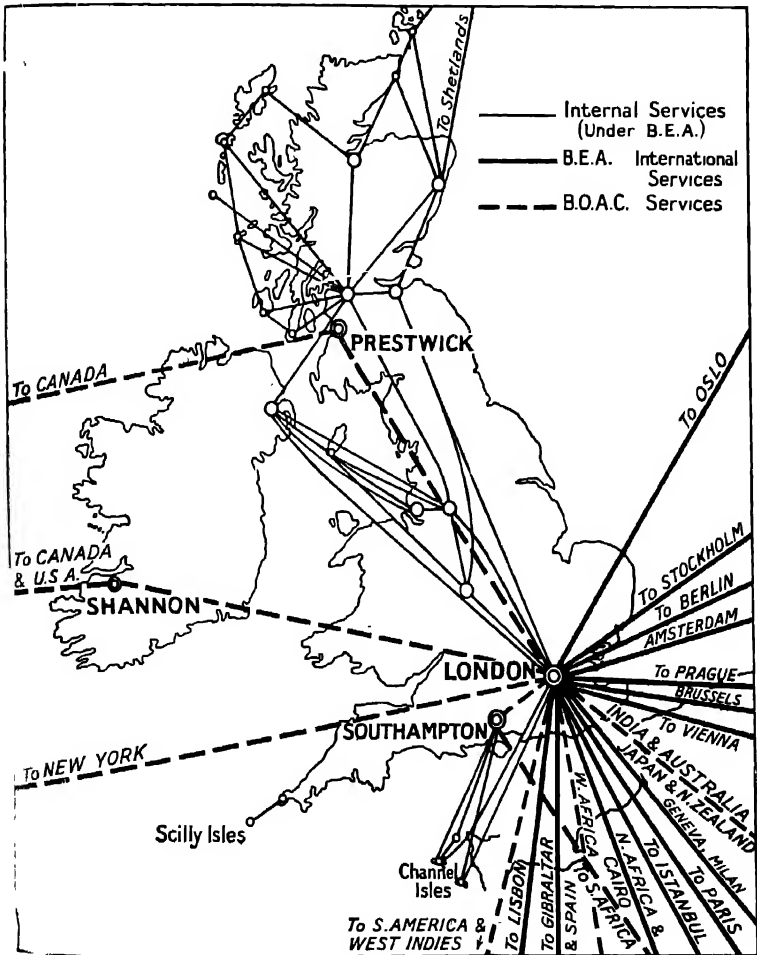 To Shetlands
Internal Services
(Under B.E.A.)
B.E.A. International
Services
B.O.A.C. Services
PRESTWICK
To CANADA
To OSLO
To CANADA
& U.S.A.
SHANNON
To STOCKHOLM
To BERLIN
AMSTERDAM
LONDON
To PRAGUE
BRUSSELS
To VIENNA
SOUTHAMPTON
INDIA & AUSTRALIA
JAPAN & N. ZEALAND
GENEVA, MILAN
To PARIS
To ISTANBUL
N. AFRICA &
CAIRO
To S. AFRICA
W. AFRICA
To GIBRALTAR
& SPAIN
To LISBON
To NEW YORK
Scilly Isles
Channel
Isles
To S. AMERICA &
WEST INDIES